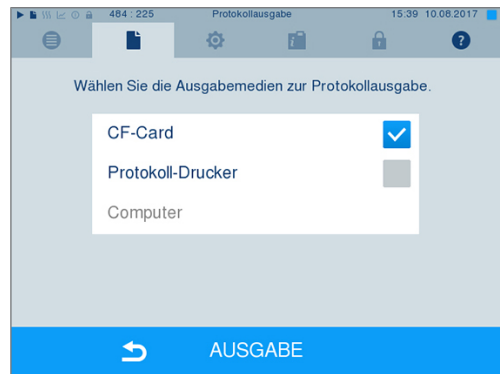 484 : 225 Protokollausgabe 15:39 10.08.2017
?
Wählen Sie die Ausgabemedien zur Protokollausgabe.
CF-Card
Protokoll-Drucker
Computer
AUSGABE